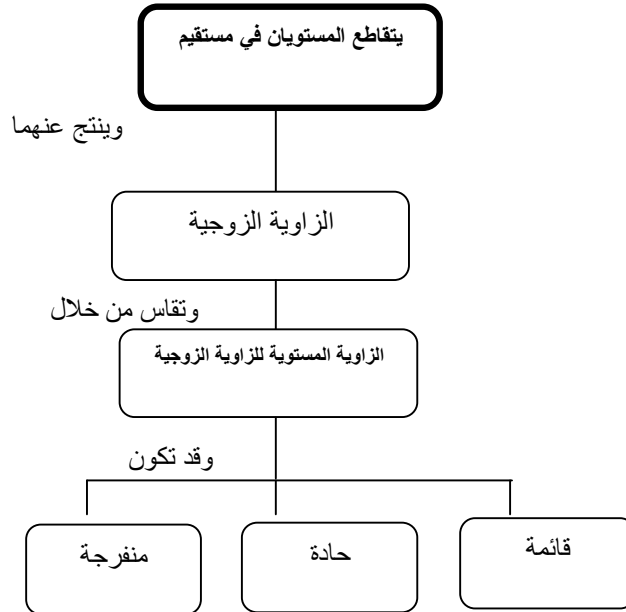 يتقاطع المستويان في مستقيم
وينتج عنهما
الزاوية الزوجية
وتقاس من خلال
الزاوية المستوية للزاوية الزوجية
وقد تكون
قائمة
حادة
منفرجة